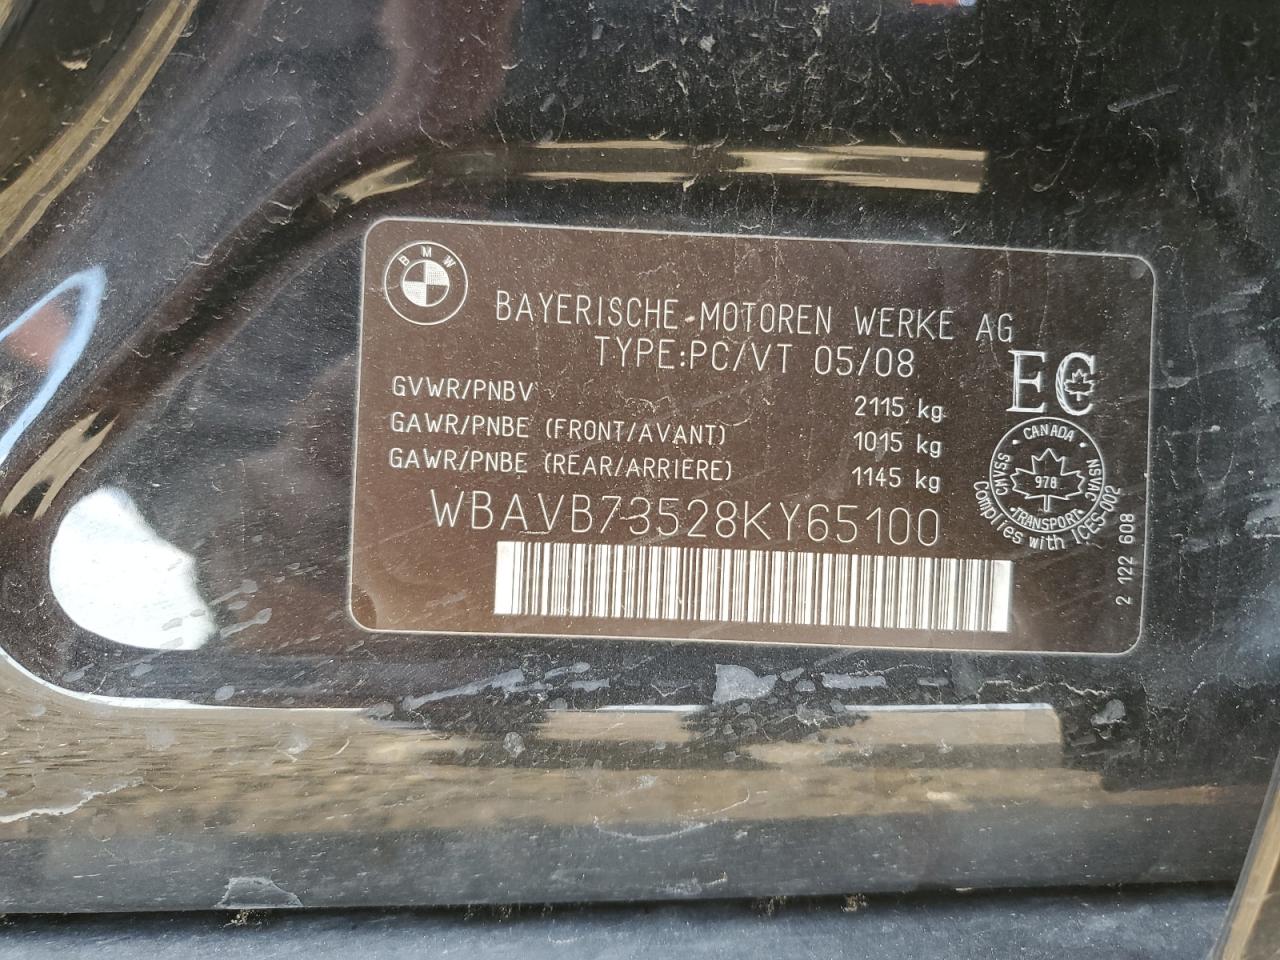 BMW
BAYERISCHE MOTOREN WERKE AG
TYPE:PC/VT 05/08
GVWR/PNBV 2115 kg
GAWR/PNBE (FRONT/AVANT) 1015 kg
GAWR/PNBE (REAR/ARRIERE) 1145 kg
WBAVB73528KY65100
EC
CANADA
CMVSS NSVAC
978
TRANSPORT
Complies with ICES-002
2 122 608